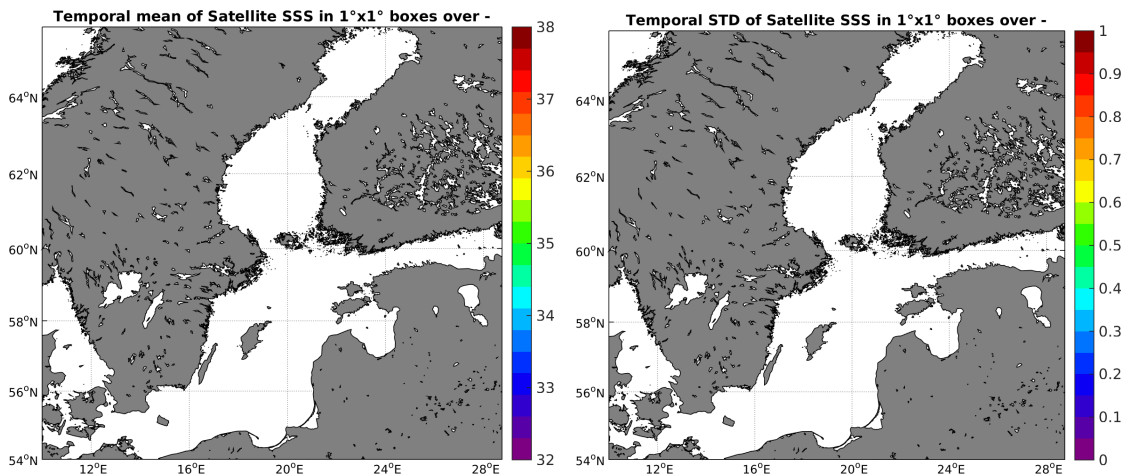 Temporal mean of Satellite SSS in 1°x1° boxes over -
64°N
62°N
60°N
58°N
56°N
54°N
12°E
16°E
20°E
24°E
28°E
38
37
36
35
34
33
32
Temporal STD of Satellite SSS in 1°x1° boxes over -
64°N
62°N
60°N
58°N
56°N
54°N
12°E
16°E
20°E
24°E
28°E
1
0.9
0.8
0.7
0.6
0.5
0.4
0.3
0.2
0.1
0